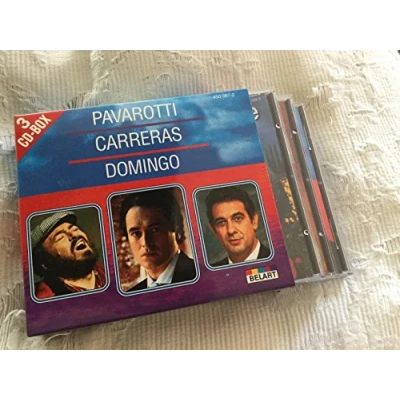 3
CD-BOX
PAVAROTTI
CARRERAS
DOMINGO
BELART